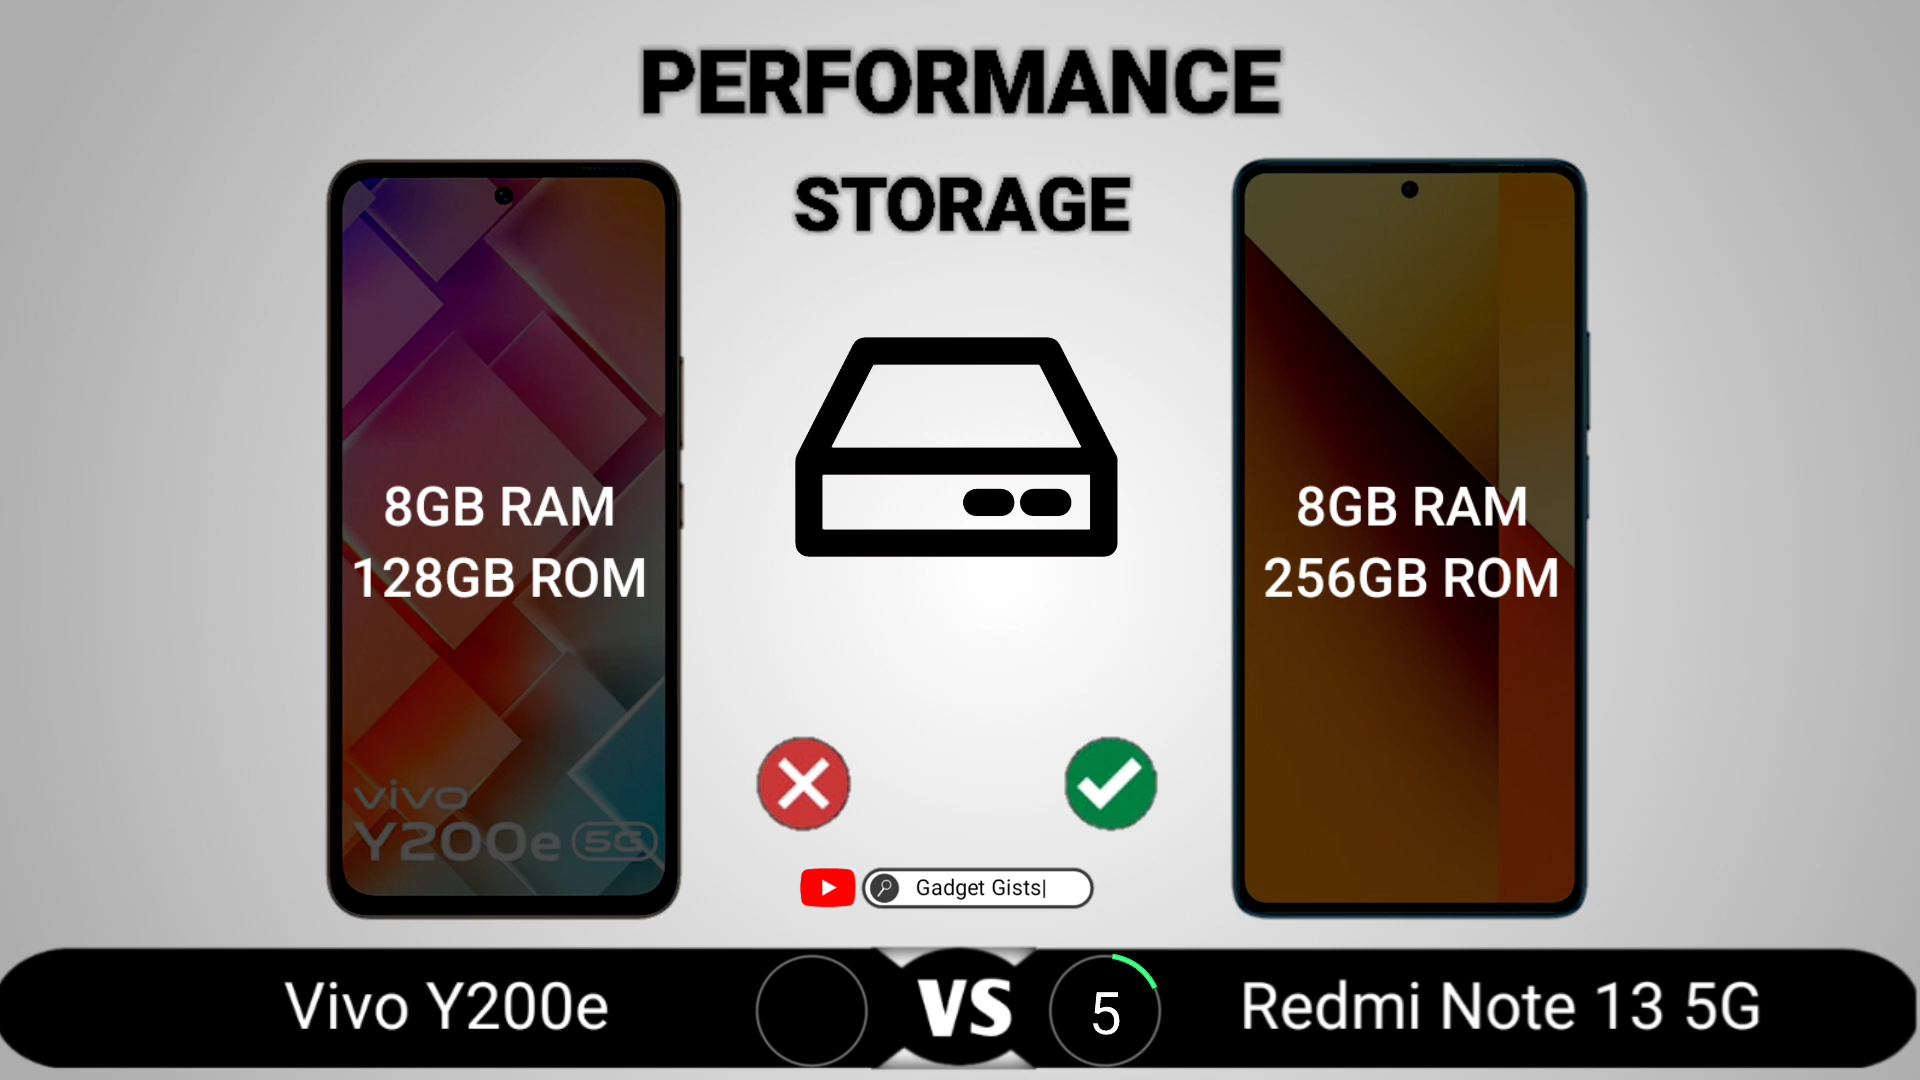 PERFORMANCE
STORAGE
8GB RAM
128GB ROM
8GB RAM
256GB ROM
vivo
Y200e 5G
Gadget Gists|
Vivo Y200e
VS
5
Redmi Note 13 5G